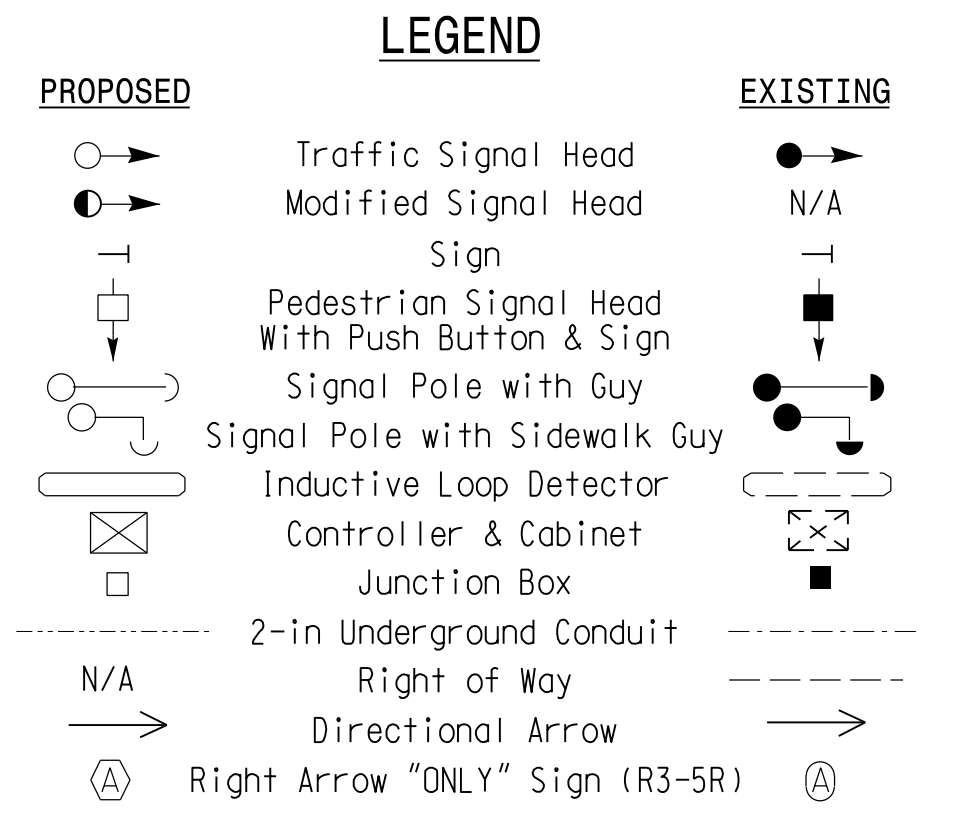 LEGEND
PROPOSED EXISTING
Traffic Signal Head
Modified Signal Head N/A
Sign
Pedestrian Signal Head
With Push Button & Sign
Signal Pole with Guy
Signal Pole with Sidewalk Guy
Inductive Loop Detector
Controller & Cabinet
Junction Box
2-in Underground Conduit
N/A Right of Way
Directional Arrow
A Right Arrow "ONLY" Sign (R3-5R) A